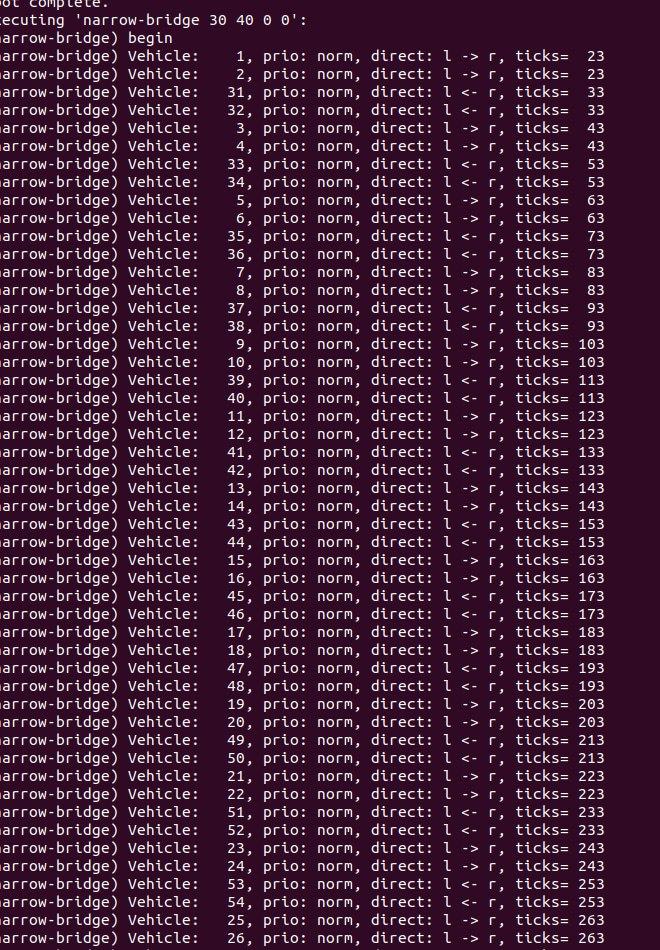 oot complete.
xecuting 'narrow-bridge 30 40 0 0':
narrow-bridge) begin
narrow-bridge) Vehicle:    1, prio: norm, direct: l -> r, ticks=  23
narrow-bridge) Vehicle:    2, prio: norm, direct: l -> r, ticks=  23
narrow-bridge) Vehicle:   31, prio: norm, direct: l <- r, ticks=  33
narrow-bridge) Vehicle:   32, prio: norm, direct: l <- r, ticks=  33
narrow-bridge) Vehicle:    3, prio: norm, direct: l -> r, ticks=  43
narrow-bridge) Vehicle:    4, prio: norm, direct: l -> r, ticks=  43
narrow-bridge) Vehicle:   33, prio: norm, direct: l <- r, ticks=  53
narrow-bridge) Vehicle:   34, prio: norm, direct: l <- r, ticks=  53
narrow-bridge) Vehicle:    5, prio: norm, direct: l -> r, ticks=  63
narrow-bridge) Vehicle:    6, prio: norm, direct: l -> r, ticks=  63
narrow-bridge) Vehicle:   35, prio: norm, direct: l <- r, ticks=  73
narrow-bridge) Vehicle:   36, prio: norm, direct: l <- r, ticks=  73
narrow-bridge) Vehicle:    7, prio: norm, direct: l -> r, ticks=  83
narrow-bridge) Vehicle:    8, prio: norm, direct: l -> r, ticks=  83
narrow-bridge) Vehicle:   37, prio: norm, direct: l <- r, ticks=  93
narrow-bridge) Vehicle:   38, prio: norm, direct: l <- r, ticks=  93
narrow-bridge) Vehicle:    9, prio: norm, direct: l -> r, ticks= 103
narrow-bridge) Vehicle:   10, prio: norm, direct: l -> r, ticks= 103
narrow-bridge) Vehicle:   39, prio: norm, direct: l <- r, ticks= 113
narrow-bridge) Vehicle:   40, prio: norm, direct: l <- r, ticks= 113
narrow-bridge) Vehicle:   11, prio: norm, direct: l -> r, ticks= 123
narrow-bridge) Vehicle:   12, prio: norm, direct: l -> r, ticks= 123
narrow-bridge) Vehicle:   41, prio: norm, direct: l <- r, ticks= 133
narrow-bridge) Vehicle:   42, prio: norm, direct: l <- r, ticks= 133
narrow-bridge) Vehicle:   13, prio: norm, direct: l -> r, ticks= 143
narrow-bridge) Vehicle:   14, prio: norm, direct: l -> r, ticks= 143
narrow-bridge) Vehicle:   43, prio: norm, direct: l <- r, ticks= 153
narrow-bridge) Vehicle:   44, prio: norm, direct: l <- r, ticks= 153
narrow-bridge) Vehicle:   15, prio: norm, direct: l -> r, ticks= 163
narrow-bridge) Vehicle:   16, prio: norm, direct: l -> r, ticks= 163
narrow-bridge) Vehicle:   45, prio: norm, direct: l <- r, ticks= 173
narrow-bridge) Vehicle:   46, prio: norm, direct: l <- r, ticks= 173
narrow-bridge) Vehicle:   17, prio: norm, direct: l -> r, ticks= 183
narrow-bridge) Vehicle:   18, prio: norm, direct: l -> r, ticks= 183
narrow-bridge) Vehicle:   47, prio: norm, direct: l <- r, ticks= 193
narrow-bridge) Vehicle:   48, prio: norm, direct: l <- r, ticks= 193
narrow-bridge) Vehicle:   19, prio: norm, direct: l -> r, ticks= 203
narrow-bridge) Vehicle:   20, prio: norm, direct: l -> r, ticks= 203
narrow-bridge) Vehicle:   49, prio: norm, direct: l <- r, ticks= 213
narrow-bridge) Vehicle:   50, prio: norm, direct: l <- r, ticks= 213
narrow-bridge) Vehicle:   21, prio: norm, direct: l -> r, ticks= 223
narrow-bridge) Vehicle:   22, prio: norm, direct: l -> r, ticks= 223
narrow-bridge) Vehicle:   51, prio: norm, direct: l <- r, ticks= 233
narrow-bridge) Vehicle:   52, prio: norm, direct: l <- r, ticks= 233
narrow-bridge) Vehicle:   23, prio: norm, direct: l -> r, ticks= 243
narrow-bridge) Vehicle:   24, prio: norm, direct: l -> r, ticks= 243
narrow-bridge) Vehicle:   53, prio: norm, direct: l <- r, ticks= 253
narrow-bridge) Vehicle:   54, prio: norm, direct: l <- r, ticks= 253
narrow-bridge) Vehicle:   25, prio: norm, direct: l -> r, ticks= 263
narrow-bridge) Vehicle:   26, prio: norm, direct: l -> r, ticks= 263